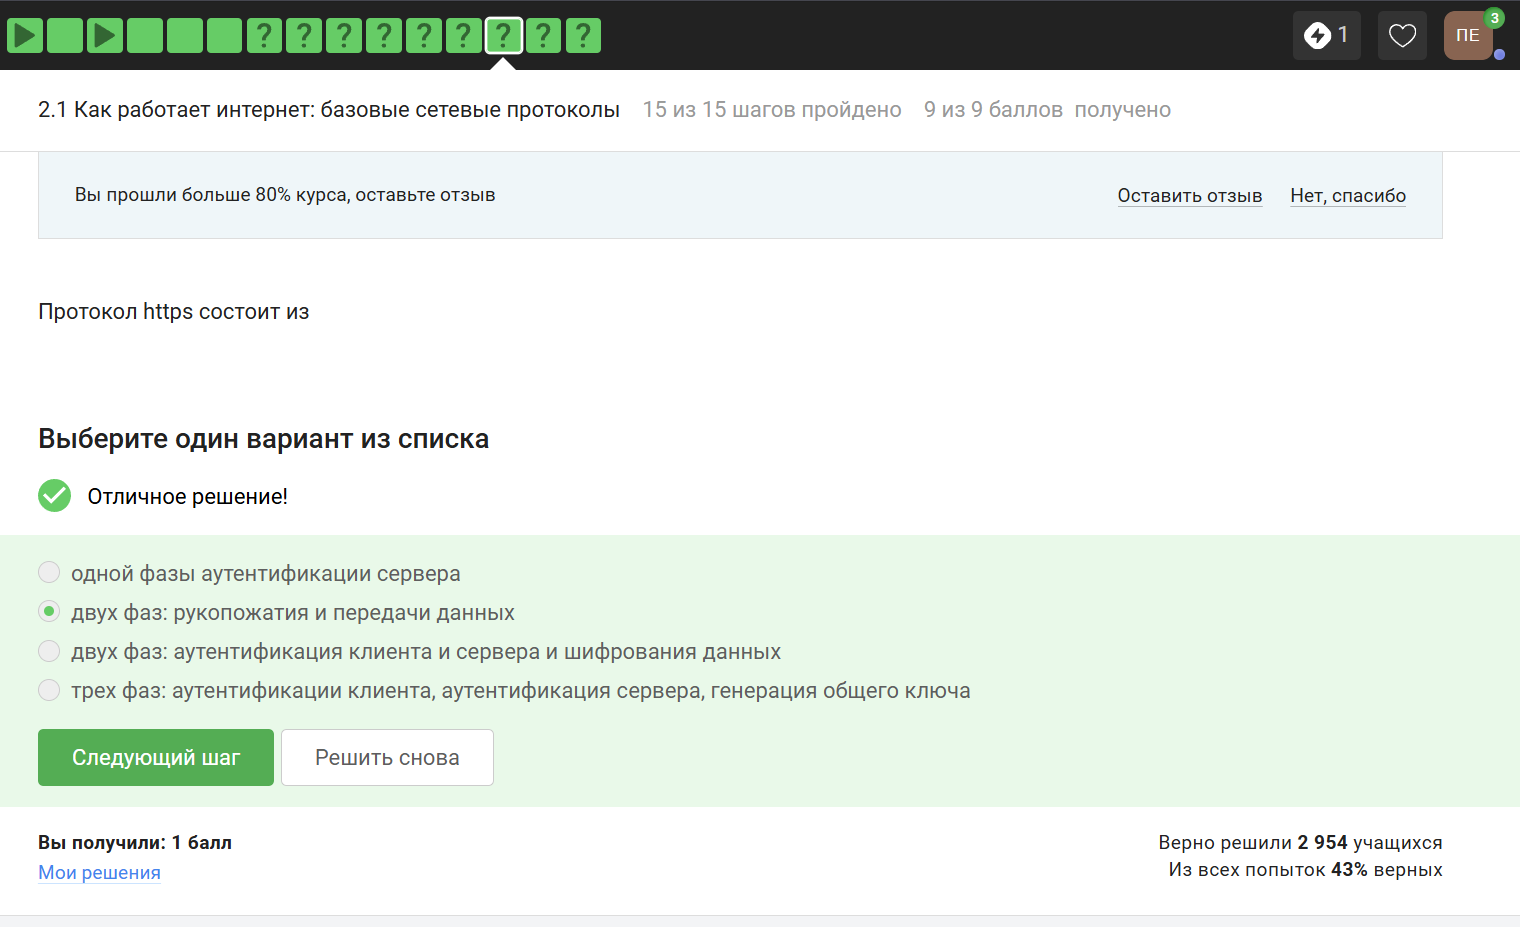 ? ? ? ? ? ? ? ? ?
1
ПЕ
3
2.1 Как работает интернет: базовые сетевые протоколы 15 из 15 шагов пройдено 9 из 9 баллов получено
Вы прошли больше 80% курса, оставьте отзыв
Оставить отзыв
Нет, спасибо
Протокол https состоит из
Выберите один вариант из списка
Отличное решение!
одной фазы аутентификации сервера
двух фаз: рукопожатия и передачи данных
двух фаз: аутентификация клиента и сервера и шифрования данных
трех фаз: аутентификации клиента, аутентификация сервера, генерация общего ключа
Следующий шаг
Решить снова
Вы получили: 1 балл
Мои решения
Верно решили 2 954 учащихся
Из всех попыток 43% верных